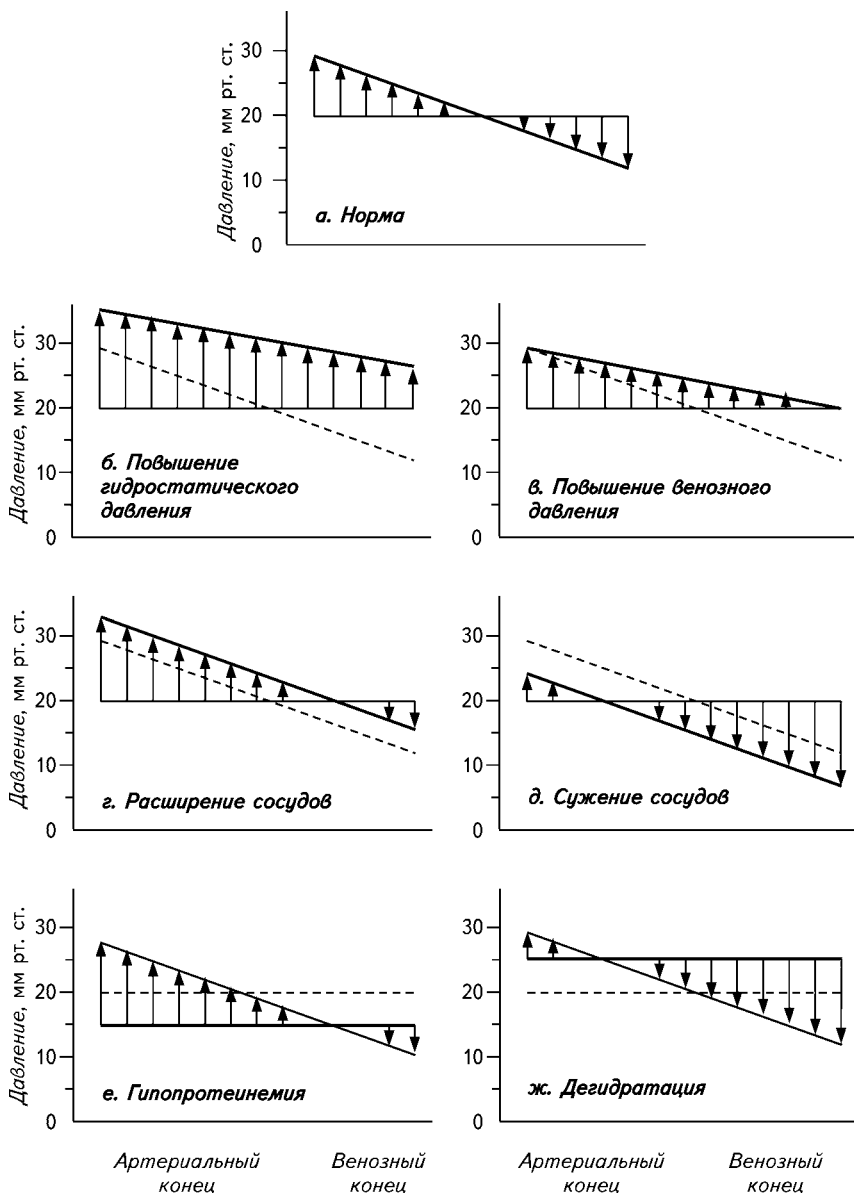 Давление, мм рт. ст.
30
20
10
0
а. Норма
Давление, мм рт. ст.
30
20
10
0
б. Повышение
гидростатического
давления
30
20
10
0
в. Повышение венозного
давления
Давление, мм рт. ст.
30
20
10
0
г. Расширение сосудов
30
20
10
0
д. Сужение сосудов
Давление, мм рт. ст.
30
20
10
0
е. Гипопротеинемия
30
20
10
0
ж. Дегидратация
Артериальный
конец
Венозный
конец
Артериальный
конец
Венозный
конец